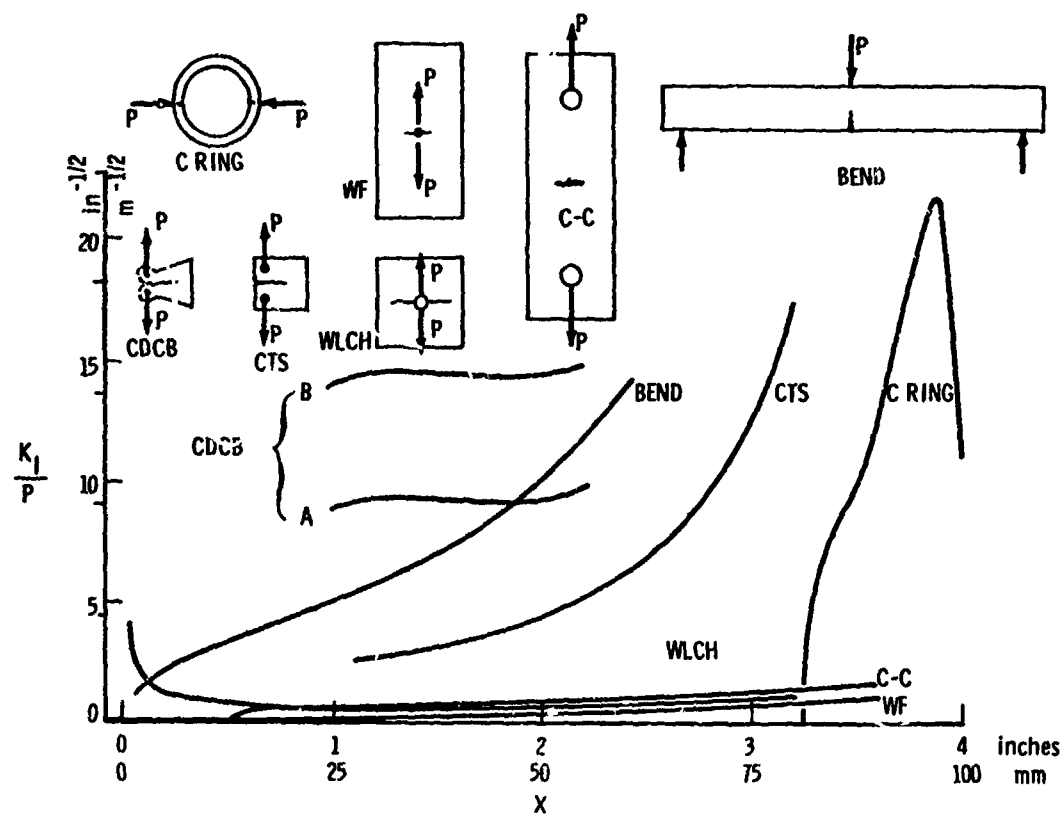 P
P
C RING
P
P
WF
P
C-C
P
P
BEND
in-1/2
m-1/2
20
15
10
5
0
K I
P
P
P
CDCB
P
P
CTS
P
P
WLCH
CDCB
B
A
BEND
CTS
C RING
WLCH
C-C
WF
0 1 2 3 4 inches
0 25 50 75 100 mm
X